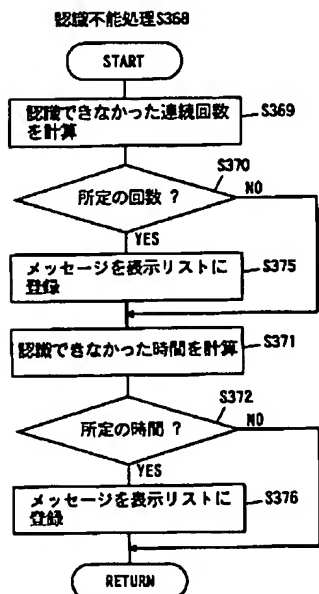 認識不能処理S368
START
認識できなかった連続回数
を計算
S369
S370
所定の回数 ?
NO
YES
メッセージを表示リストに
登録
S375
認識できなかった時間を計算
S371
S372
所定の時間 ?
NO
YES
メッセージを表示リストに
登録
S376
RETURN